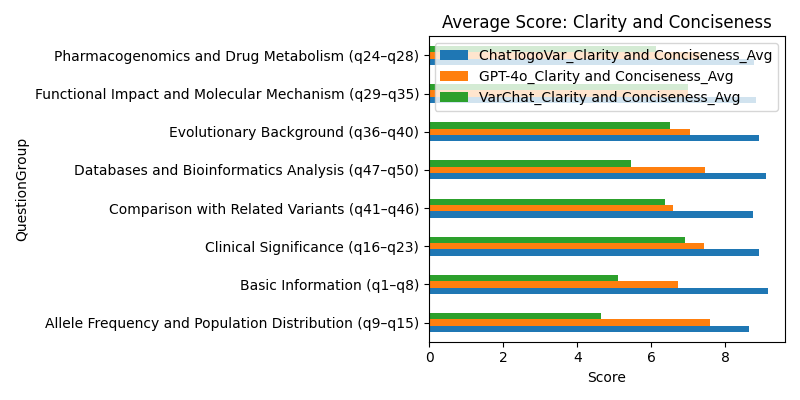 Average Score: Clarity and Conciseness
Pharmacogenomics and Drug Metabolism (q24–q28)
Functional Impact and Molecular Mechanism (q29–q35)
Evolutionary Background (q36–q40)
Databases and Bioinformatics Analysis (q47–q50)
Comparison with Related Variants (q41–q46)
Clinical Significance (q16–q23)
Basic Information (q1–q8)
Allele Frequency and Population Distribution (q9–q15)
QuestionGroup
ChatTogoVar_Clarity and Conciseness_Avg
GPT-4o_Clarity and Conciseness_Avg
VarChat_Clarity and Conciseness_Avg
0 2 4 6 8
Score